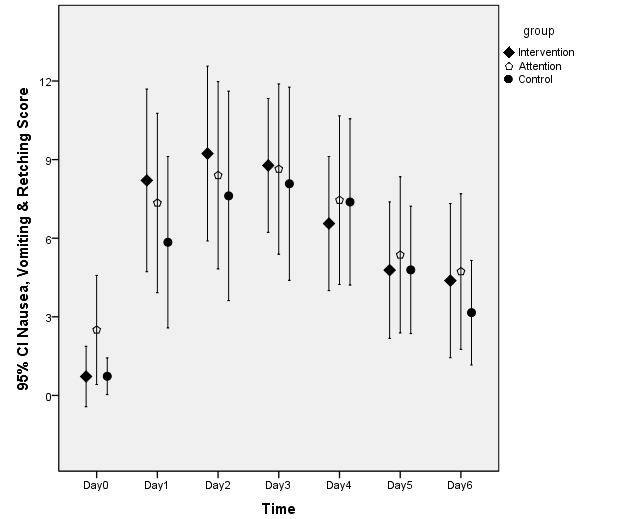 group
Intervention
Attention
Control
95% CI Nausea, Vomiting & Retching Score
12
9
6
3
0
Day0 Day1 Day2 Day3 Day4 Day5 Day6
Time